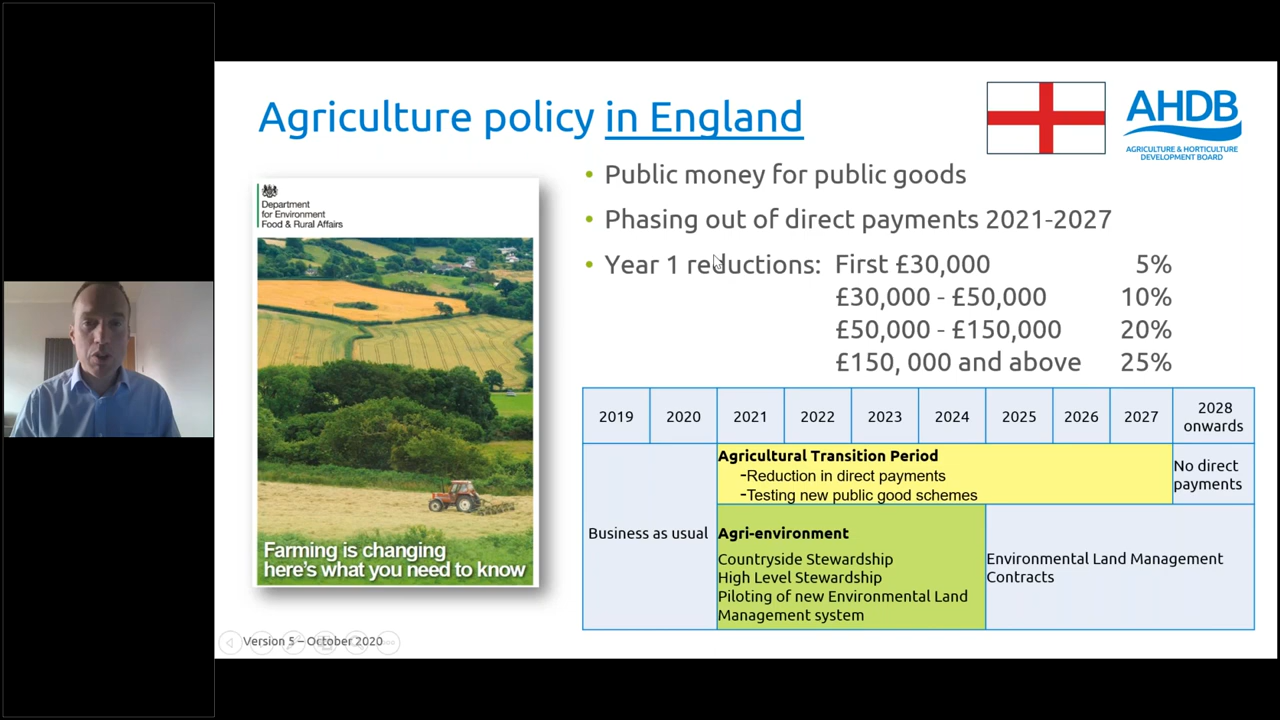 Agriculture policy in England
AHDB
AGRICULTURE & HORTICULTURE
DEVELOPMENT BOARD
Department
for Environment
Food & Rural Affairs
Farming is changing
here's what you need to know
• Public money for public goods
• Phasing out of direct payments 2021-2027
• Year 1 reductions: First £30,000 5%
£30,000 - £50,000 10%
£50,000 - £150,000 20%
£150, 000 and above 25%
2019 2020 2021 2022 2023 2024 2025 2026 2027 2028
onwards
Business as usual
Agricultural Transition Period
-Reduction in direct payments
-Testing new public good schemes
No direct
payments
Agri-environment
Countryside Stewardship
High Level Stewardship
Piloting of new Environmental Land
Management system
Environmental Land Management
Contracts
Version 5 – October 2020